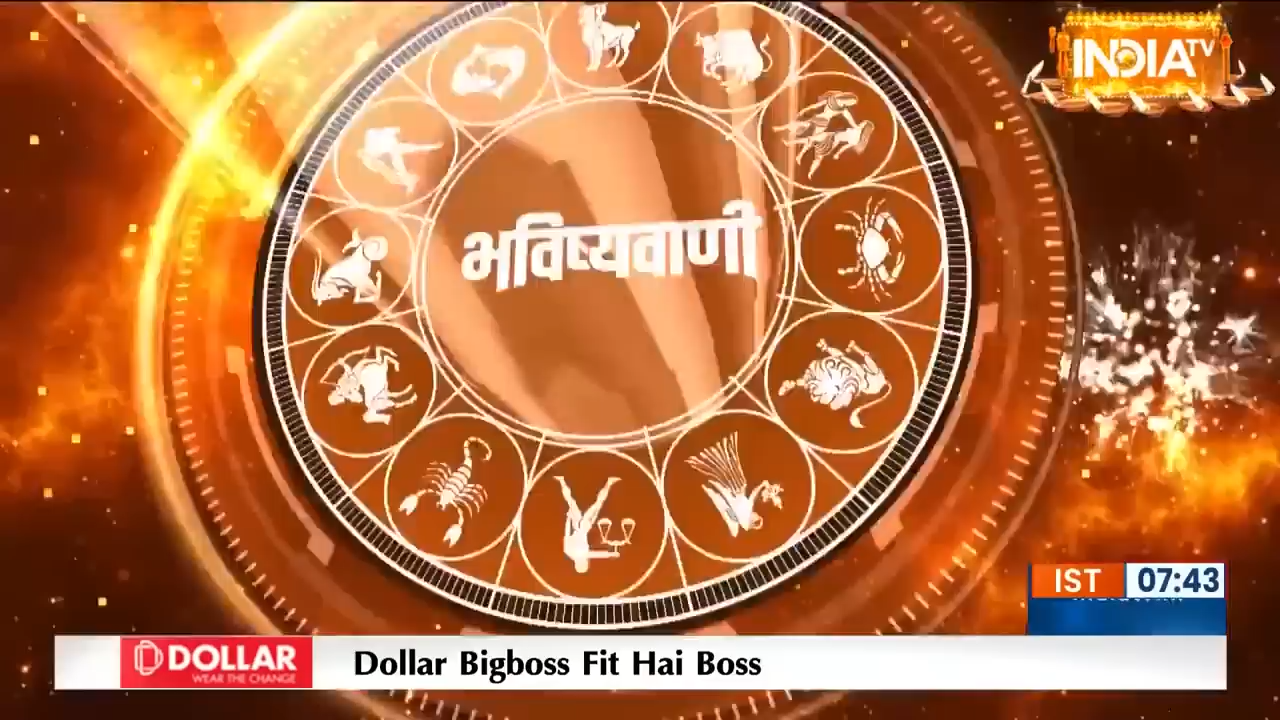 INDIA TV
भविष्यवाणी
IST 07:43
DOLLAR
WEAR THE CHANGE
Dollar Bigboss Fit Hai Boss